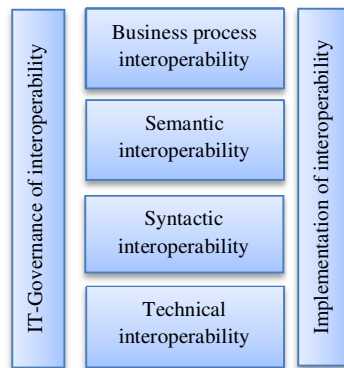 IT-Governance of interoperability
Business process
interoperability
Semantic
interoperability
Syntactic
interoperability
Technical
interoperability
Implementation of interoperability